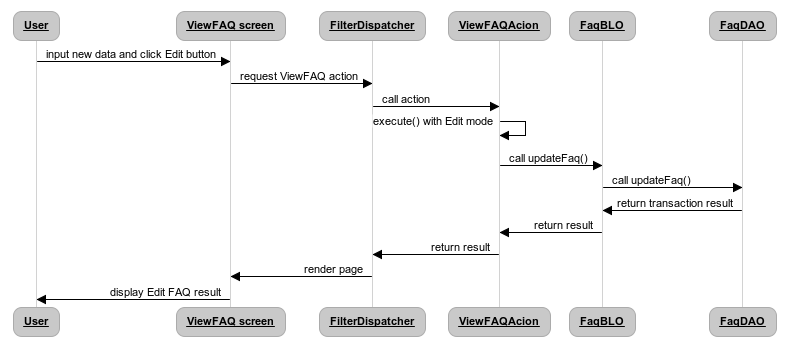 User ViewFAQ screen FilterDispatcher ViewFAQAcion FaqBLO FaqDAO
input new data and click Edit button
request ViewFAQ action
call action
execute() with Edit mode
call updateFaq()
call updateFaq()
return transaction result
return result
return result
render page
display Edit FAQ result
User ViewFAQ screen FilterDispatcher ViewFAQAcion FaqBLO FaqDAO